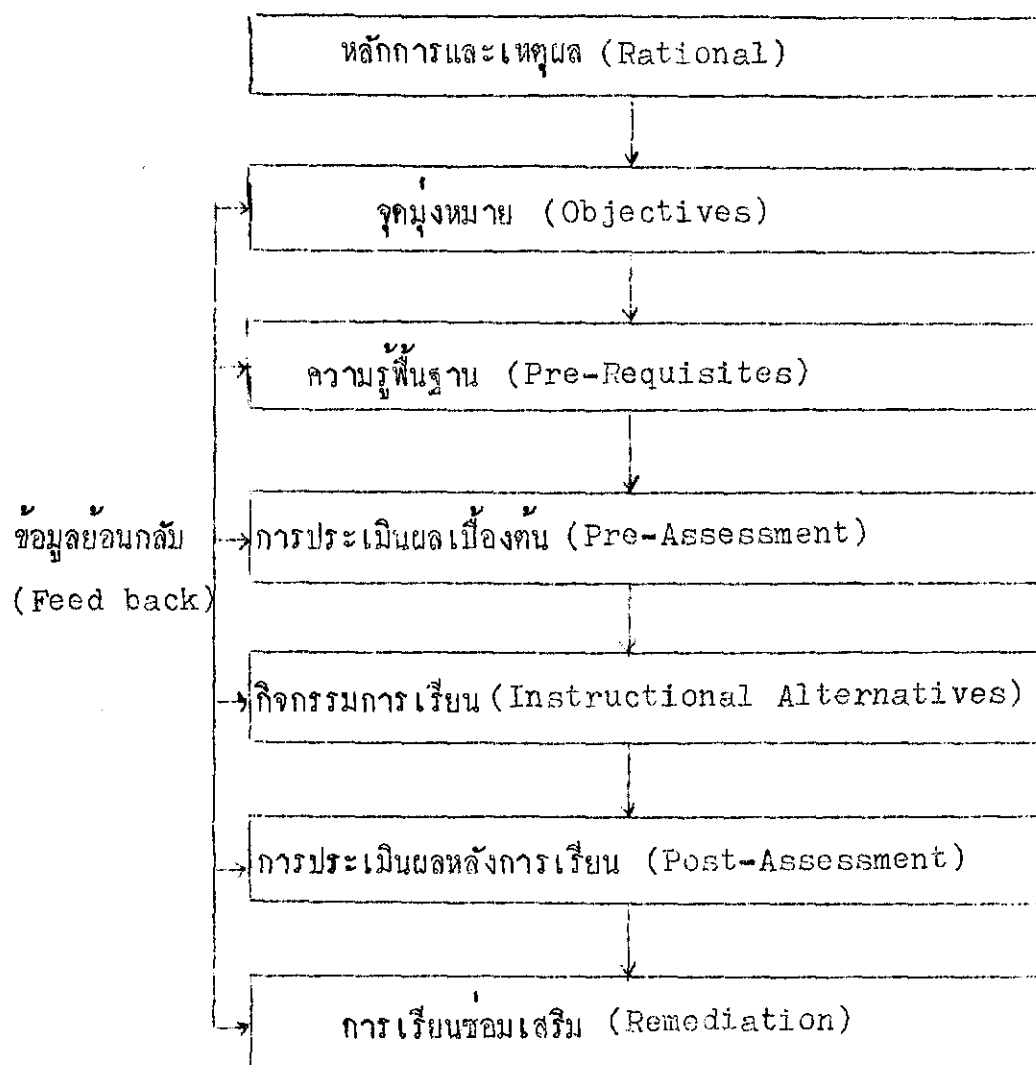 หลักการและเหตุผล (Rational)
จุดมุ่งหมาย (Objectives)
ความรู้พื้นฐาน (Pre-Requisites)
ข้อมูลย้อนกลับ
(Feed back)
การประเมินผลเบื้องต้น (Pre-Assessment)
กิจกรรมการเรียน (Instructional Alternatives)
การประเมินผลหลังการเรียน (Post-Assessment)
การเรียนซ่อมเสริม (Remediation)